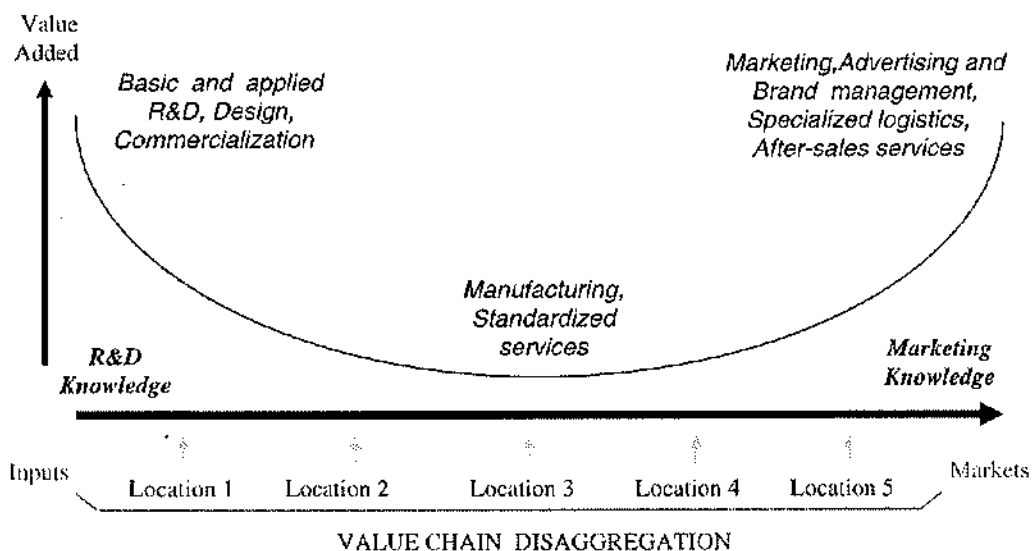 Value
Added
Basic and applied
R&D, Design,
Commercialization
Marketing,Advertising and
Brand management,
Specialized logistics,
After-sales services
Manufacturing,
Standardized
services
R&D
Knowledge
Marketing
Knowledge
Inputs
Location 1
Location 2
Location 3
Location 4
Location 5
Markets
VALUE CHAIN DISAGGREGATION